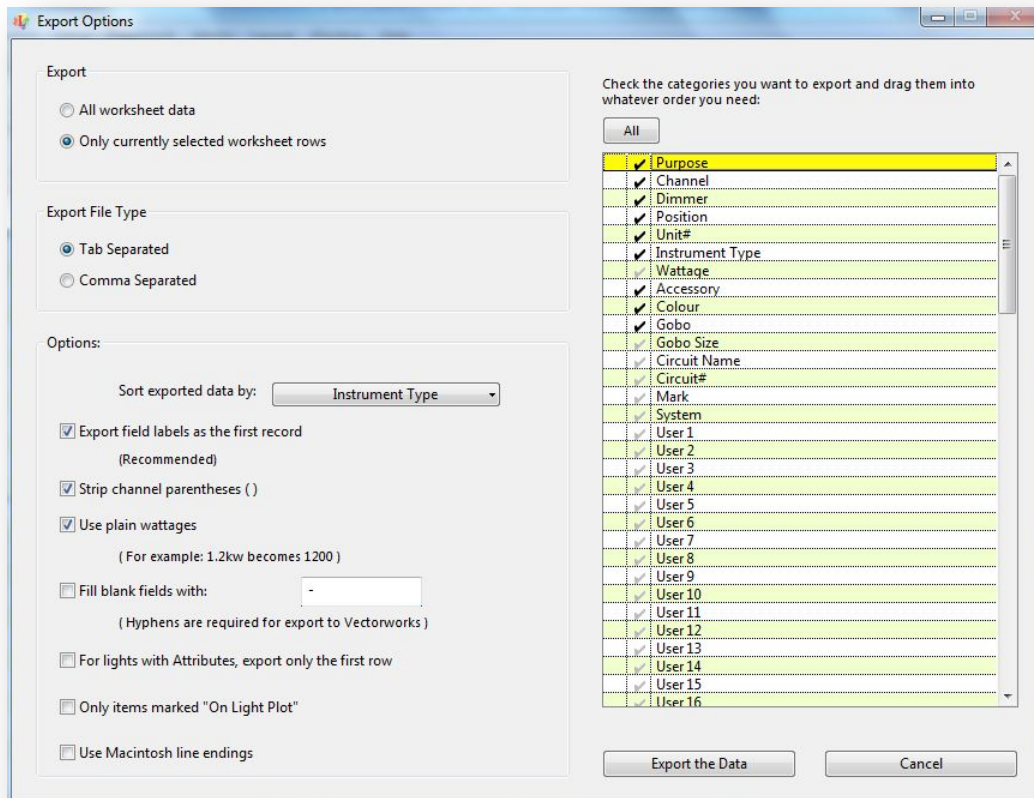 Export Options
Export
All worksheet data
Only currently selected worksheet rows
Export File Type
Tab Separated
Comma Separated
Options:
Sort exported data by: Instrument Type
Export field labels as the first record
(Recommended)
Strip channel parentheses ( )
Use plain wattages
( For example: 1.2kw becomes 1200 )
Fill blank fields with: -
( Hyphens are required for export to Vectorworks )
For lights with Attributes, export only the first row
Only items marked "On Light Plot"
Use Macintosh line endings
Check the categories you want to export and drag them into
whatever order you need:
All
Purpose
Channel
Dimmer
Position
Unit#
Instrument Type
Wattage
Accessory
Colour
Gobo
Gobo Size
Circuit Name
Circuit#
Mark
System
User 1
User 2
User 3
User 4
User 5
User 6
User 7
User 8
User 9
User 10
User 11
User 12
User 13
User 14
User 15
User 16
Export the Data
Cancel